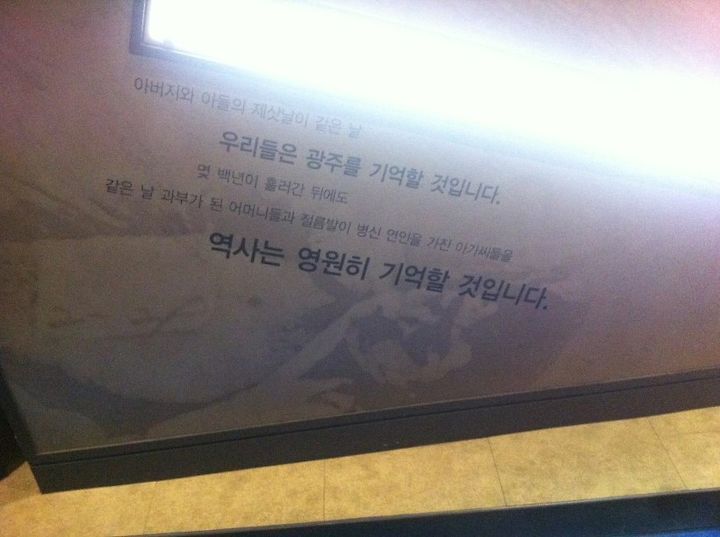 아버지와 아들의 제삿날이 같은 날
우리들은 광주를 기억할 것입니다.
몇 백년이 흘러간 뒤에도
같은 날 과부가 된 어머니들과 절름발이 병신 연인을 가진 아가씨들을
역사는 영원히 기억할 것입니다.